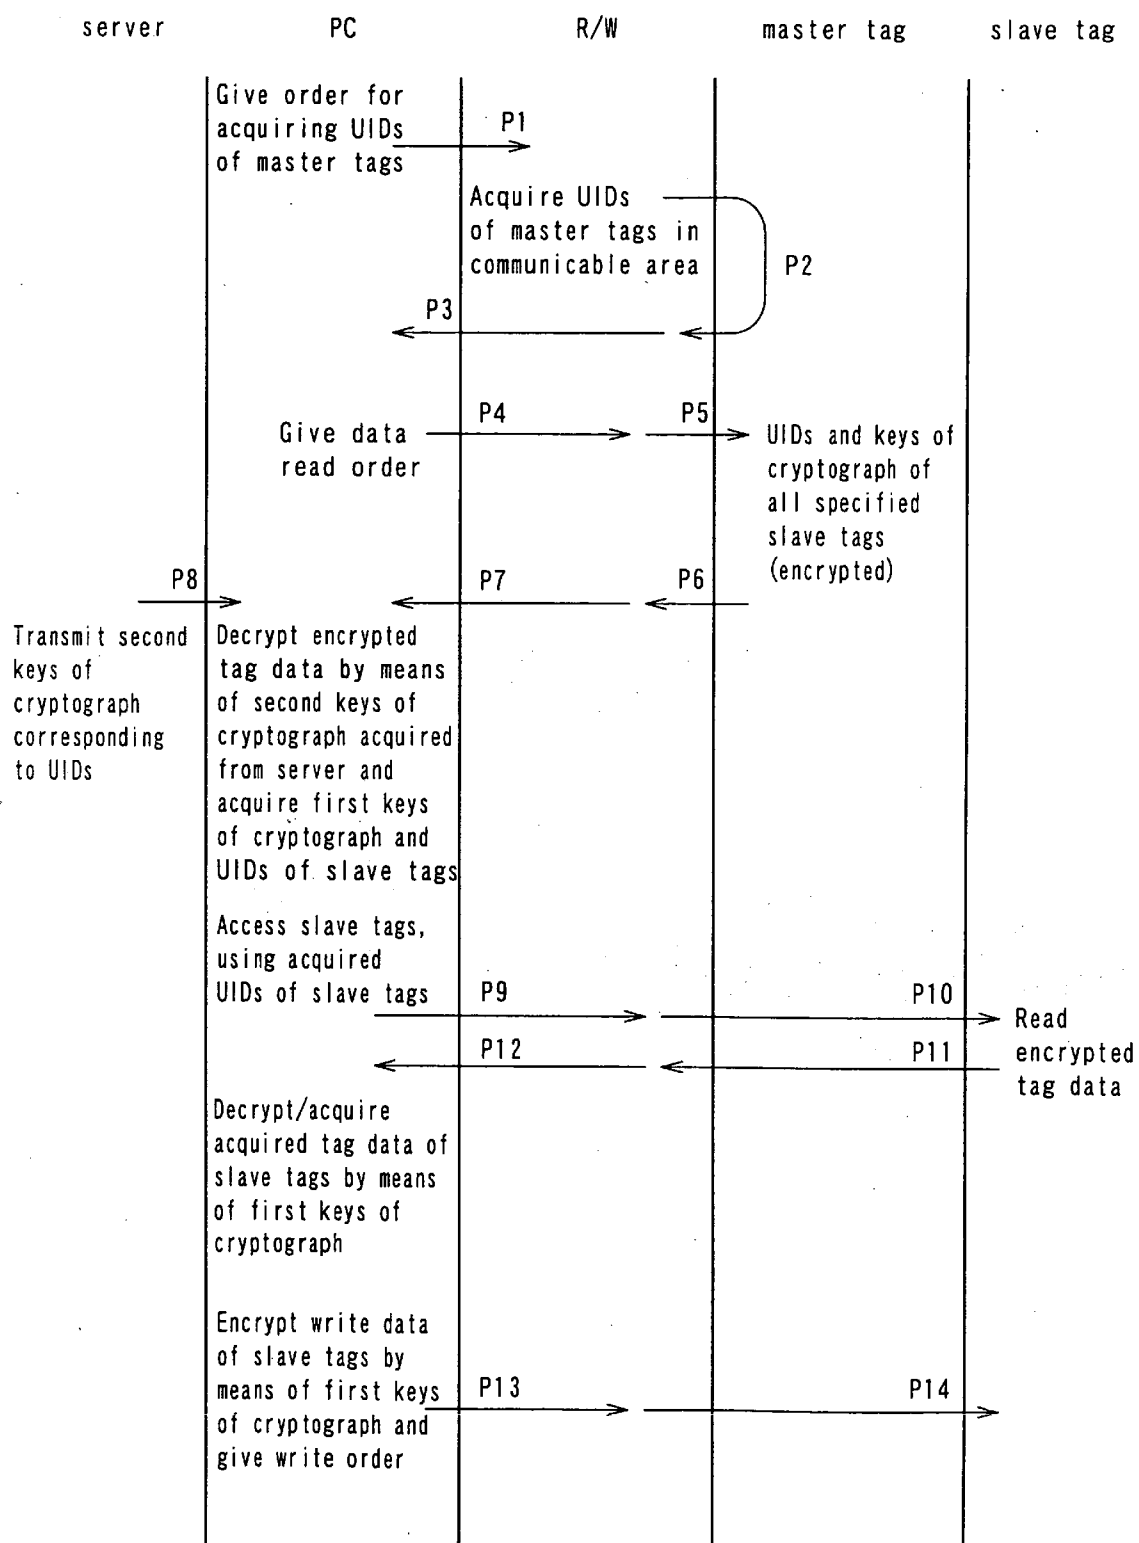 server PC R/W master tag slave tag
Give order for
acquiring UIDs
of master tags
P1
Acquire UIDs
of master tags in
communicable area
P2
P3
Give data
read order
P4
P5
UIDs and keys of
cryptograph of
all specified
slave tags
(encrypted)
P8
P7
P6
Transmit second
keys of
cryptograph
corresponding
to UIDs
Decrypt encrypted
tag data by means
of second keys of
cryptograph acquired
from server and
acquire first keys
of cryptograph and
UIDs of slave tags
Access slave tags,
using acquired
UIDs of slave tags
P9
P10
Read
encrypted
tag data
P12
P11
Decrypt/acquire
acquired tag data of
slave tags by means
of first keys of
cryptograph
Encrypt write data
of slave tags by
means of first keys
of cryptograph and
give write order
P13
P14